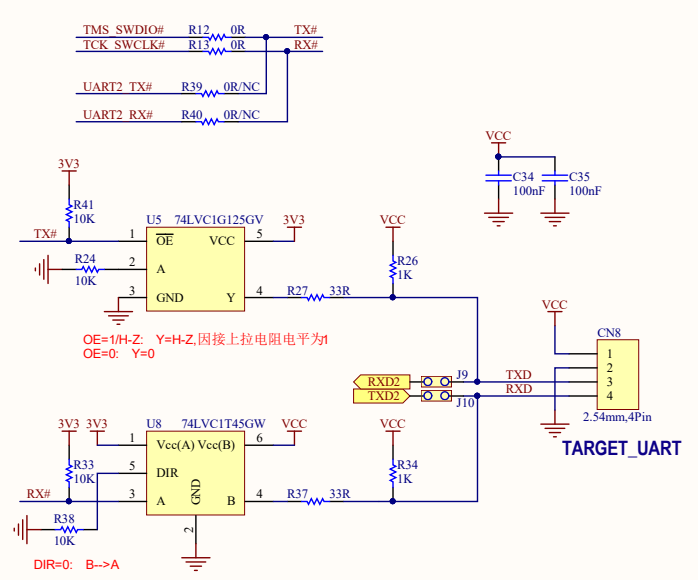 TMS_SWDIO# R12 0R TX#
TCK_SWCLK# R13 0R RX#
UART2_TX# R39 0R/NC
UART2_RX# R40 0R/NC
VCC
C34 C35
100nF 100nF
3V3
R41
10K
U5 74LVC1G125GV 3V3 VCC
TX# 1 OE VCC 5
R24 2 A
10K
R26
1K
3 GND Y 4 R27 33R
OE=1/H-Z: Y=H-Z,因接上拉电阻电平为1
OE=0: Y=0
VCC
CN8
1
2
3
4
RXD2 J9 TXD
TXD2 J10 RXD
2.54mm,4Pin
TARGET_UART
3V3 3V3 U8 74LVC1T45GW VCC VCC
1 Vcc(A) Vcc(B) 6
R33
10K
5 DIR
R34
1K
RX# 3 A GND B 4 R37 33R
R38
10K
2
DIR=0: B-->A